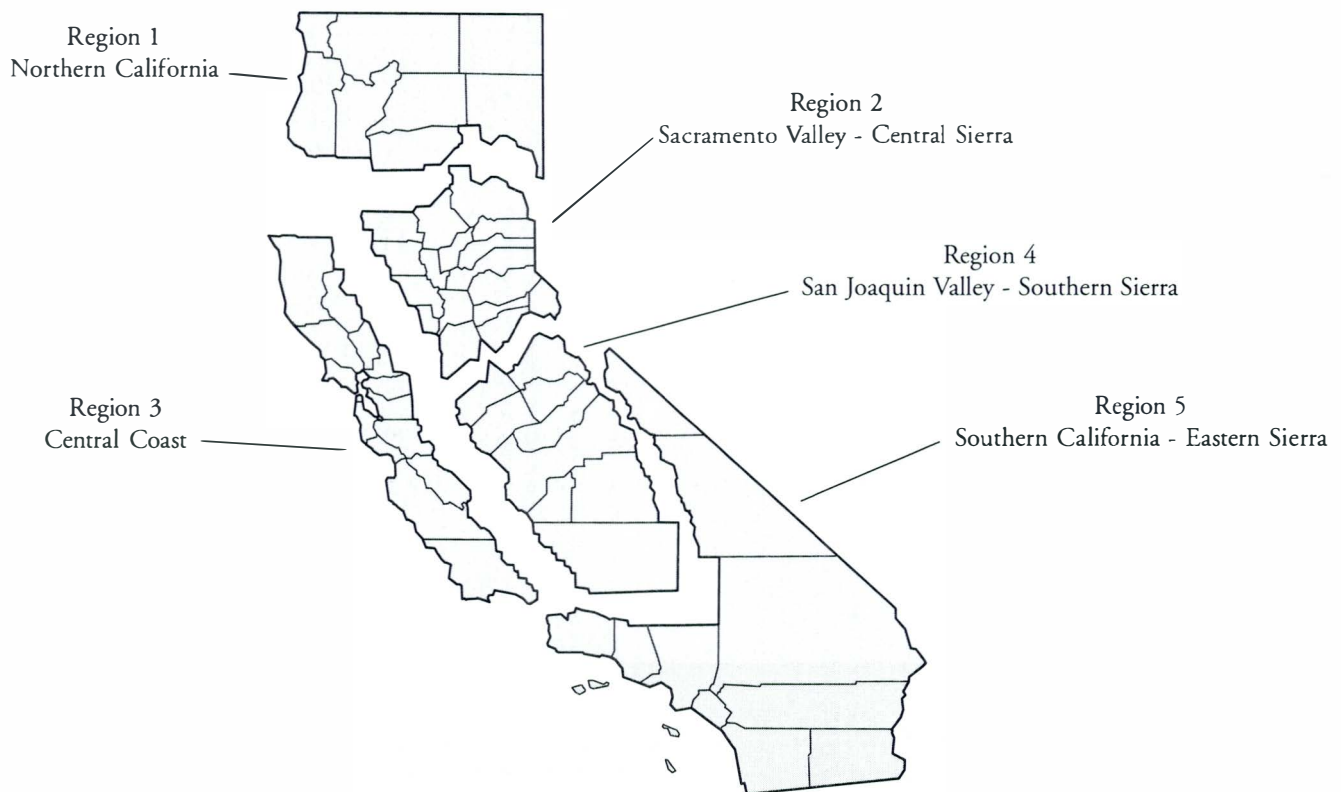 Region 1
Northern California
Region 2
Sacramento Valley - Central Sierra
Region 4
San Joaquin Valley - Southern Sierra
Region 3
Central Coast
Region 5
Southern California - Eastern Sierra